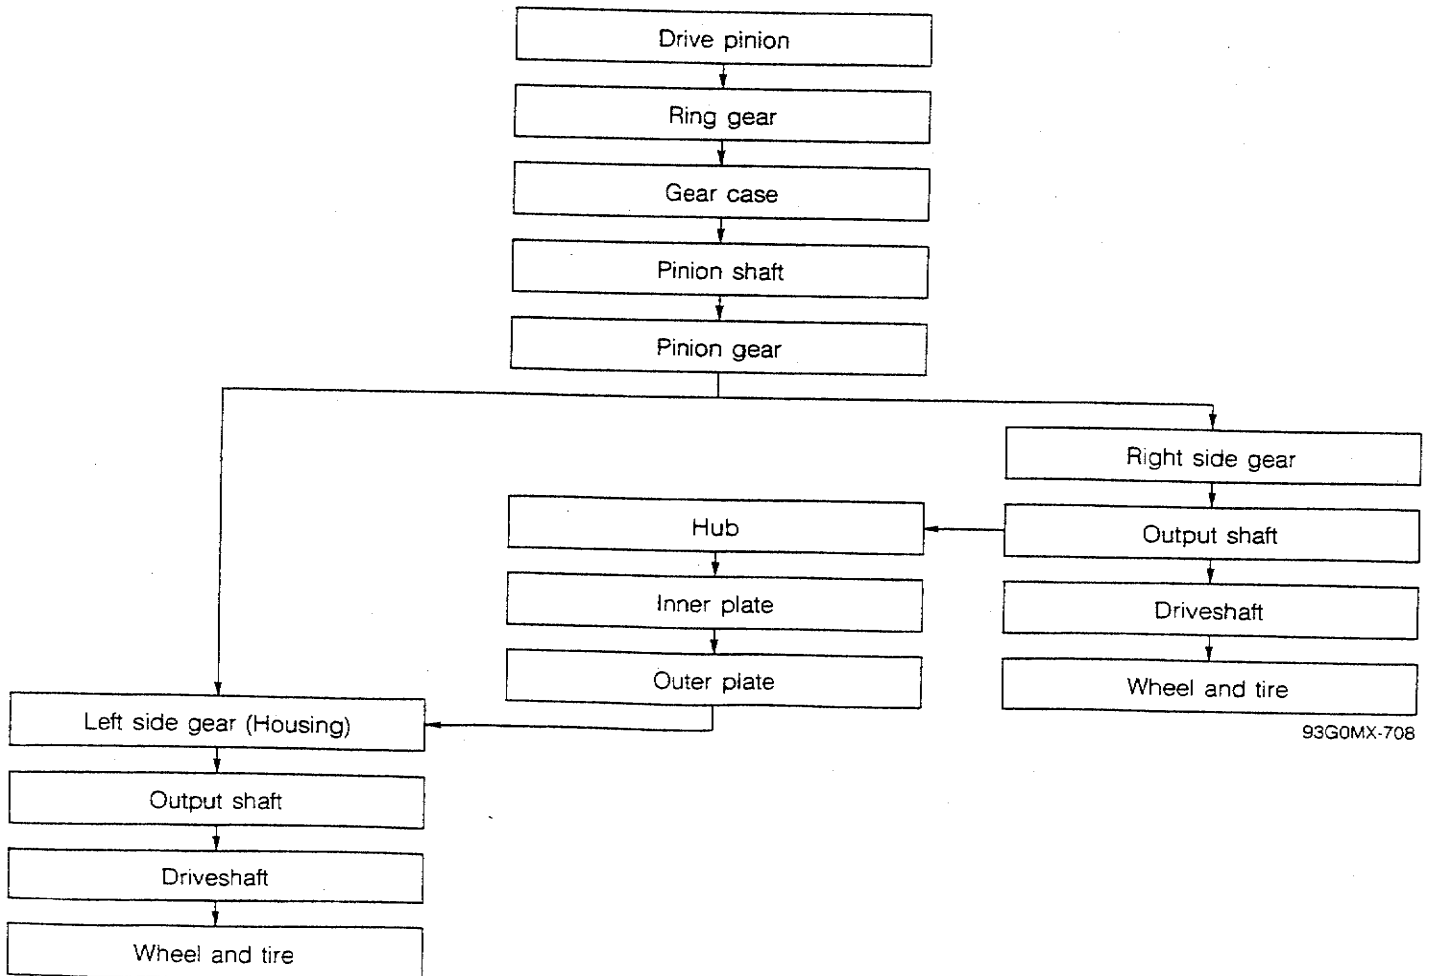 Drive pinion
Ring gear
Gear case
Pinion shaft
Pinion gear
Right side gear
Hub
Output shaft
Inner plate
Driveshaft
Outer plate
Wheel and tire
Left side gear (Housing)
93G0MX-708
Output shaft
Driveshaft
Wheel and tire